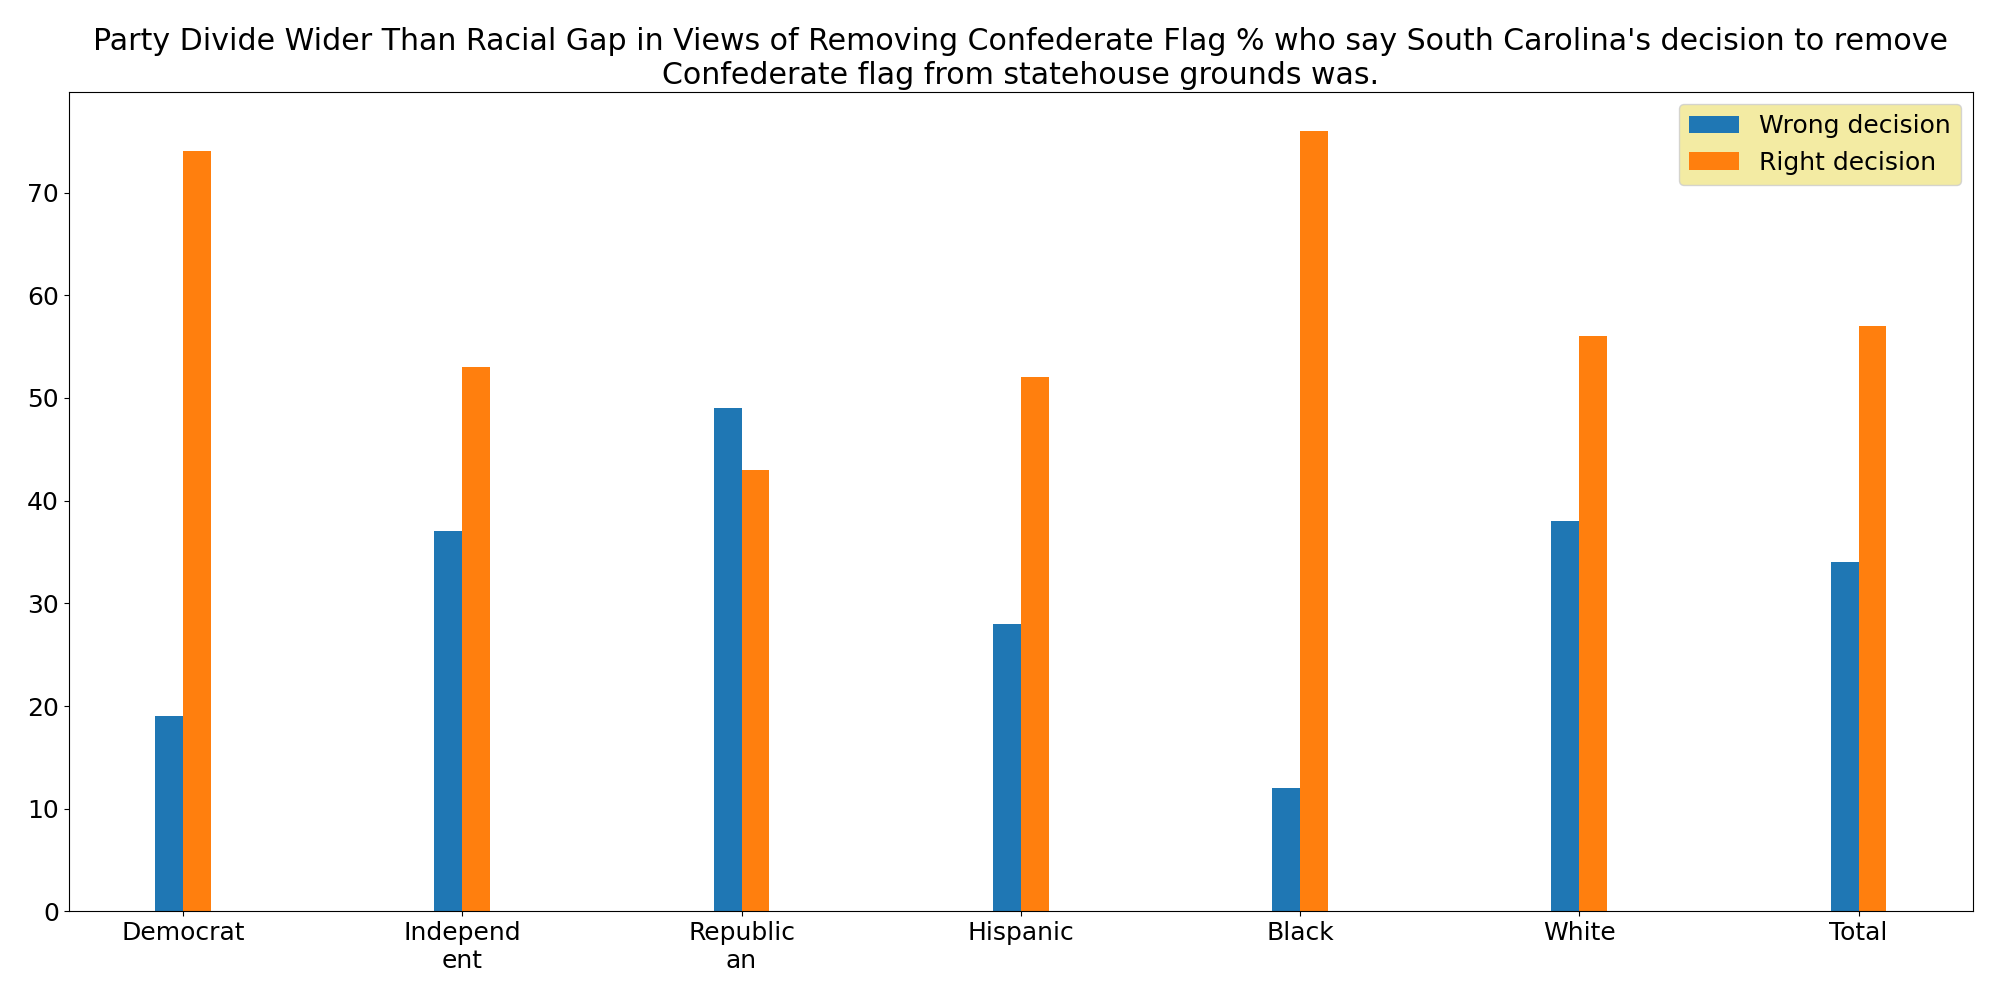 Party Divide Wider Than Racial Gap in Views of Removing Confederate Flag % who say South Carolina's decision to remove
Confederate flag from statehouse grounds was.
Wrong decision
Right decision
70
60
50
40
30
20
10
0
Democrat
Independ
ent
Republic
an
Hispanic
Black
White
Total